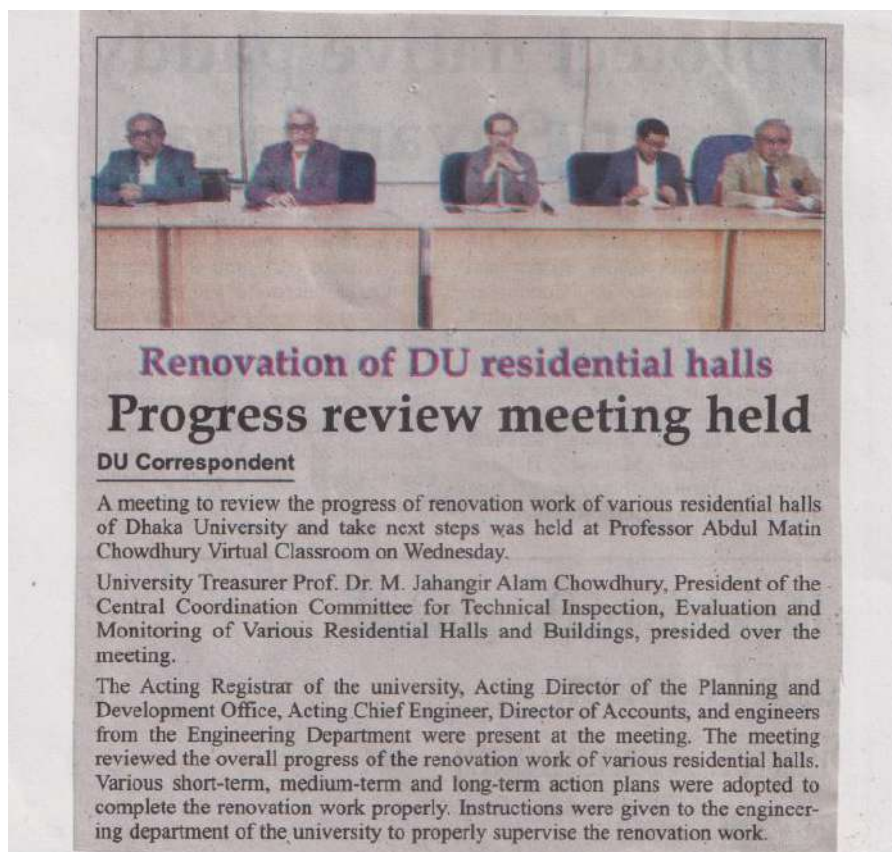 Renovation of DU residential halls
Progress review meeting held
DU Correspondent
A meeting to review the progress of renovation work of various residential halls
of Dhaka University and take next steps was held at Professor Abdul Matin
Chowdhury Virtual Classroom on Wednesday.
University Treasurer Prof. Dr. M. Jahangir Alam Chowdhury, President of the
Central Coordination Committee for Technical Inspection, Evaluation and
Monitoring of Various Residential Halls and Buildings, presided over the
meeting.
The Acting Registrar of the university, Acting Director of the Planning and
Development Office, Acting Chief Engineer, Director of Accounts, and engineers
from the Engineering Department were present at the meeting. The meeting
reviewed the overall progress of the renovation work of various residential halls.
Various short-term, medium-term and long-term action plans were adopted to
complete the renovation work properly. Instructions were given to the engineer-
ing department of the university to properly supervise the renovation work.